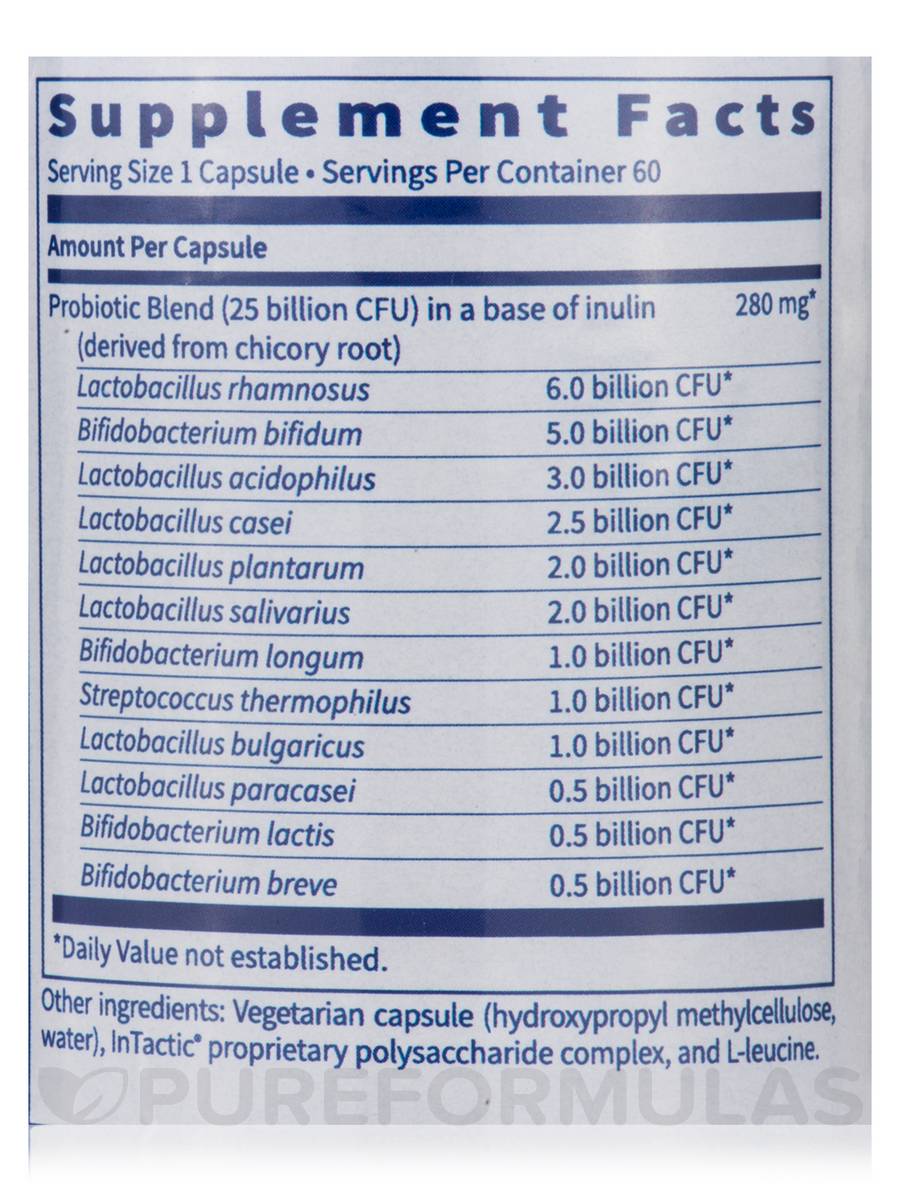 Supplement Facts
Serving Size 1 Capsule • Servings Per Container 60
Amount Per Capsule
Probiotic Blend (25 billion CFU) in a base of inulin 280 mg*
(derived from chicory root)
Lactobacillus rhamnosus 6.0 billion CFU*
Bifidobacterium bifidum 5.0 billion CFU*
Lactobacillus acidophilus 3.0 billion CFU*
Lactobacillus casei 2.5 billion CFU*
Lactobacillus plantarum 2.0 billion CFU*
Lactobacillus salivarius 2.0 billion CFU*
Bifidobacterium longum 1.0 billion CFU*
Streptococcus thermophilus 1.0 billion CFU*
Lactobacillus bulgaricus 1.0 billion CFU*
Lactobacillus paracasei 0.5 billion CFU*
Bifidobacterium lactis 0.5 billion CFU*
Bifidobacterium breve 0.5 billion CFU*
*Daily Value not established.
Other ingredients: Vegetarian capsule (hydroxypropyl methylcellulose,
water), InTactic® proprietary polysaccharide complex, and L-leucine.
PUREFORMULAS